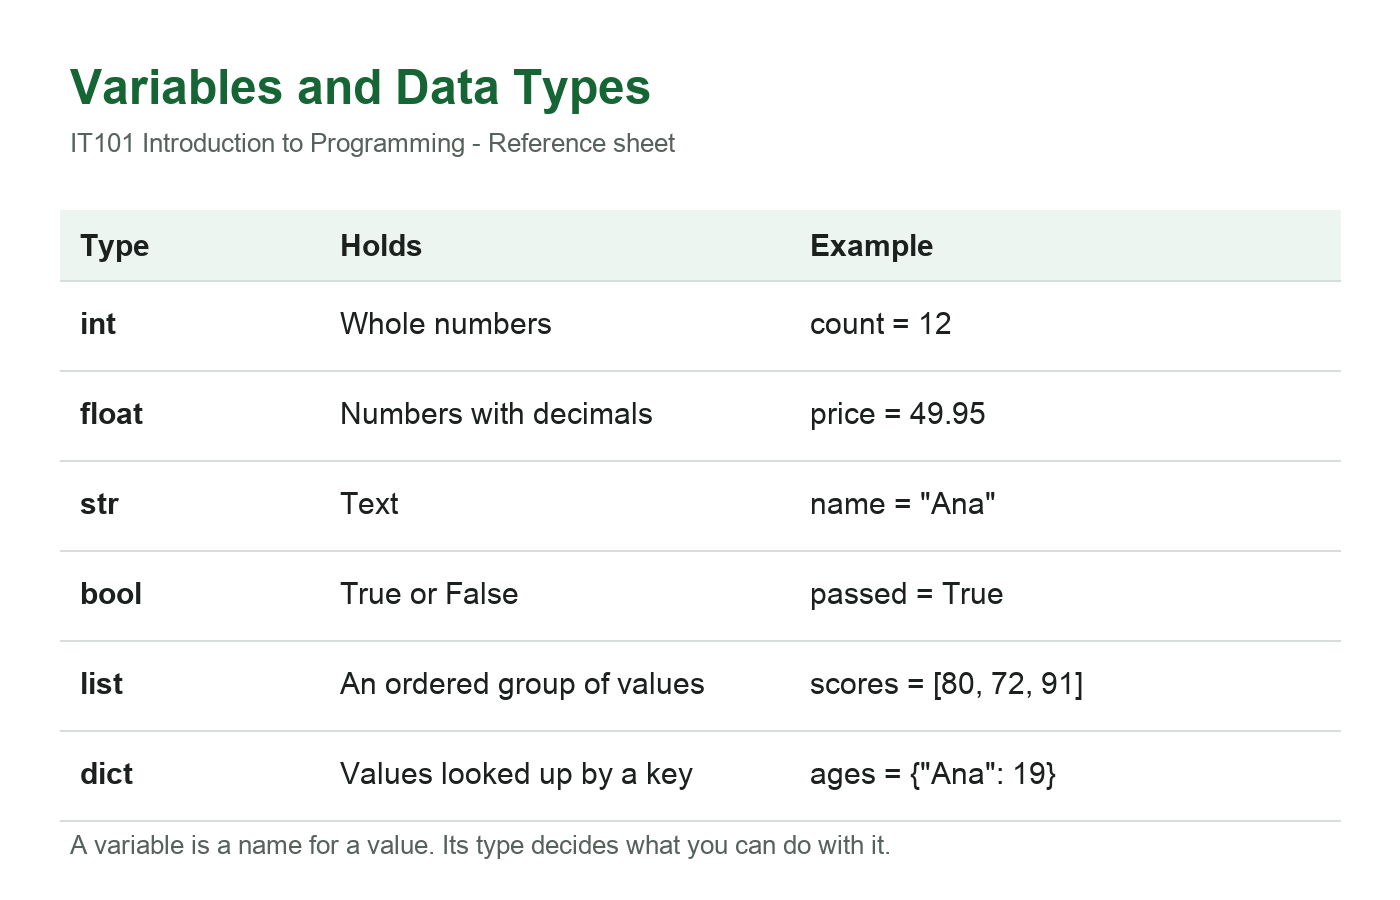 Variables and Data Types
IT101 Introduction to Programming - Reference sheet
Type Holds Example
int Whole numbers count = 12
float Numbers with decimals price = 49.95
str Text name = "Ana"
bool True or False passed = True
list An ordered group of values scores = [80, 72, 91]
dict Values looked up by a key ages = {"Ana": 19}
A variable is a name for a value. Its type decides what you can do with it.